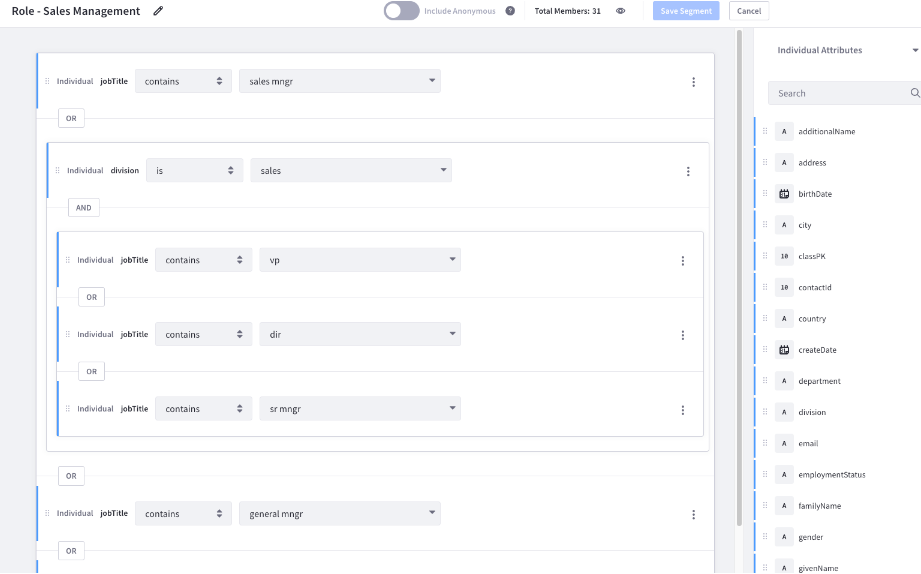 Role - Sales Management
Include Anonymous ? Total Members: 31 Save Segment Cancel
Individual jobTitle contains sales mngr
OR
Individual division is sales
AND
Individual jobTitle contains vp
OR
Individual jobTitle contains dir
OR
Individual jobTitle contains sr mngr
OR
Individual jobTitle contains general mngr
OR
Individual Attributes
Search
A additionalName
A address
birthDate
A city
10 classPK
10 contactId
A country
createDate
A department
A division
A email
A employmentStatus
A familyName
A gender
A givenName